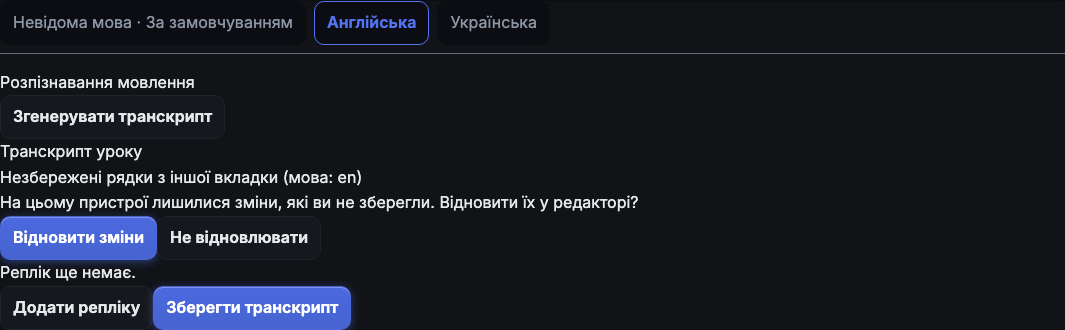 Невідома мова · За замовчуванням Англійська Українська
Розпізнавання мовлення
Згенерувати транскрипт
Транскрипт уроку
Незбережені рядки з іншої вкладки (мова: en)
На цьому пристрої лишилися зміни, які ви не зберегли. Відновити їх у редакторі?
Відновити зміни Не відновлювати
Реплік ще немає.
Додати репліку Зберегти транскрипт